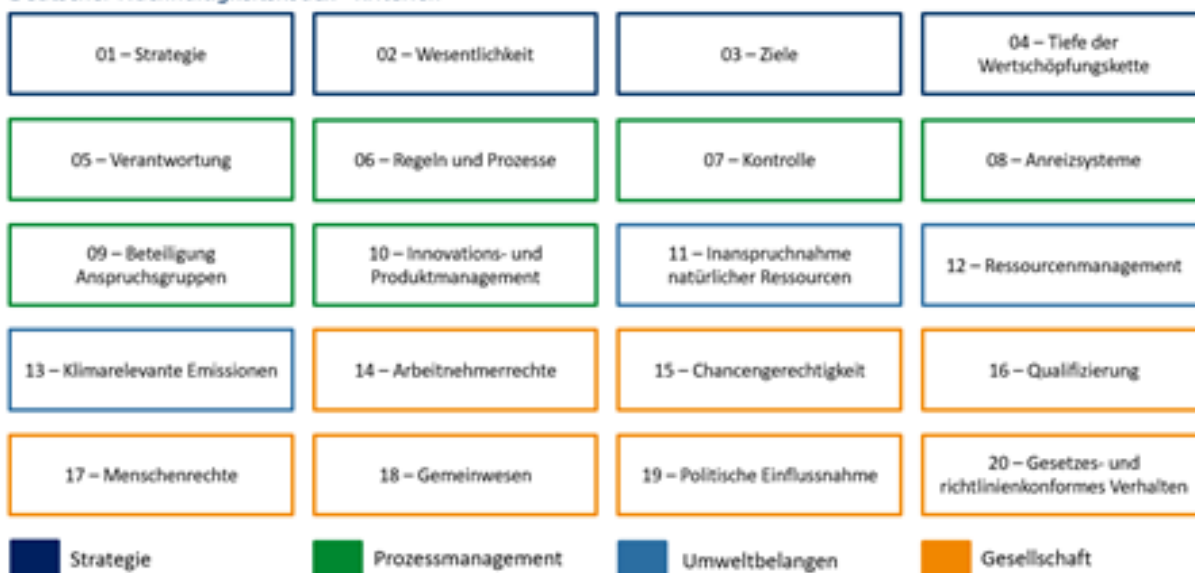 01 – Strategie
02 – Wesentlichkeit
03 – Ziele
04 – Tiefe der
Wertschöpfungskette
05 – Verantwortung
06 – Regeln und Prozesse
07 – Kontrolle
08 – Anreizsysteme
09 – Beteiligung
Anspruchsgruppen
10 – Innovations- und
Produktmanagement
11 – Inanspruchnahme
natürlicher Ressourcen
12 – Ressourcenmanagement
13 – Klimarelevante Emissionen
14 – Arbeitnehmerrechte
15 – Chancengerechtigkeit
16 – Qualifizierung
17 – Menschenrechte
18 – Gemeinwesen
19 – Politische Einflussnahme
20 – Gesetzes- und
richtlinienkonformes Verhalten
Strategie
Prozessmanagement
Umweltbelangen
Gesellschaft